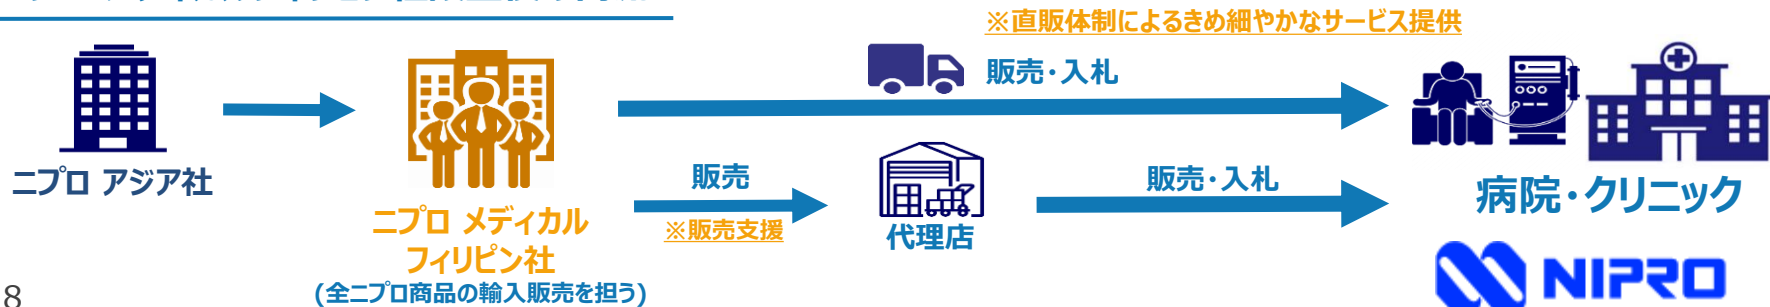 ※直販体制によるきめ細やかなサービス提供
販売・入札
ニプロ アジア社
ニプロ メディカル
フィリピン社
(全ニプロ商品の輸入販売を担う)
販売
※販売支援
代理店
販売・入札
病院・クリニック
NIPRO
8